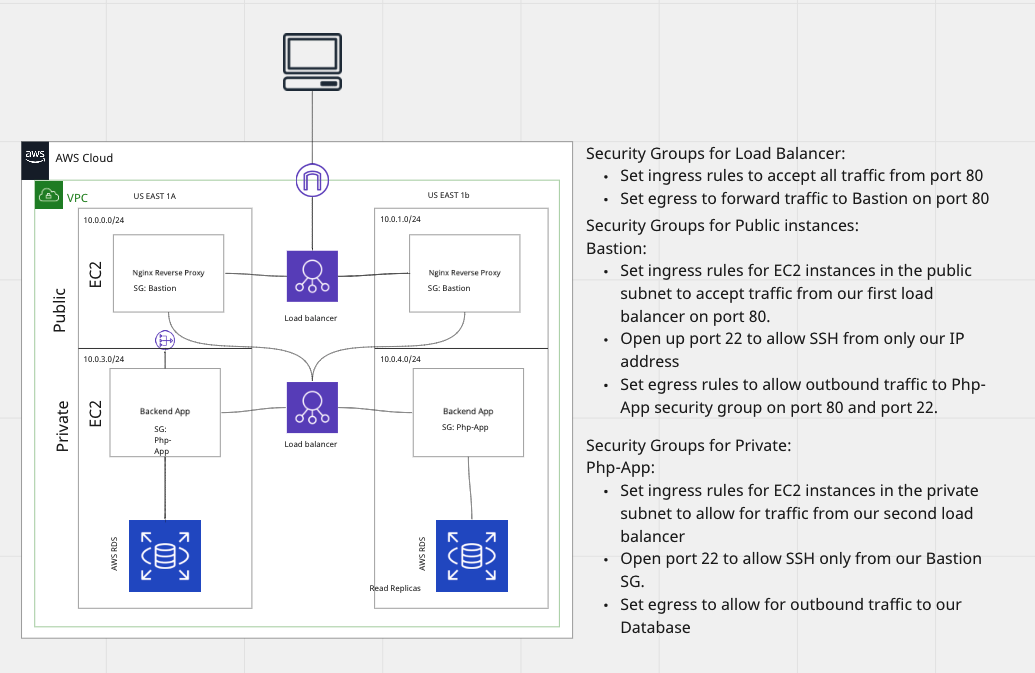 aws
AWS Cloud
VPC
US EAST 1A
US EAST 1b
10.0.0.0/24
10.0.1.0/24
Public
EC2
Nginx Reverse Proxy
SG: Bastion
Load balancer
Nginx Reverse Proxy
SG: Bastion
10.0.3.0/24
10.0.4.0/24
Private
EC2
Backend App
SG:
Php-
App
Load balancer
Backend App
SG: Php-App
AWS RDS
AWS RDS
Read Replicas
Security Groups for Load Balancer:
• Set ingress rules to accept all traffic from port 80
• Set egress to forward traffic to Bastion on port 80
Security Groups for Public instances:
Bastion:
• Set ingress rules for EC2 instances in the public
subnet to accept traffic from our first load
balancer on port 80.
• Open up port 22 to allow SSH from only our IP
address
• Set egress rules to allow outbound traffic to Php-
App security group on port 80 and port 22.
Security Groups for Private:
Php-App:
• Set ingress rules for EC2 instances in the private
subnet to allow for traffic from our second load
balancer
• Open port 22 to allow SSH only from our Bastion
SG.
• Set egress to allow for outbound traffic to our
Database